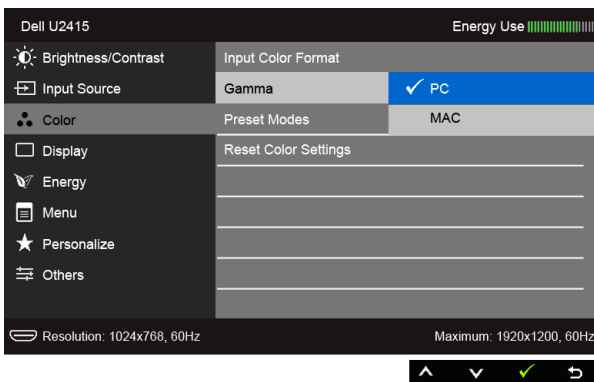 Dell U2415 Energy Use
Brightness/Contrast Input Color Format
Input Source Gamma PC
Color Preset Modes MAC
Display Reset Color Settings
Energy
Menu
Personalize
Others
Resolution: 1024x768, 60Hz Maximum: 1920x1200, 60Hz